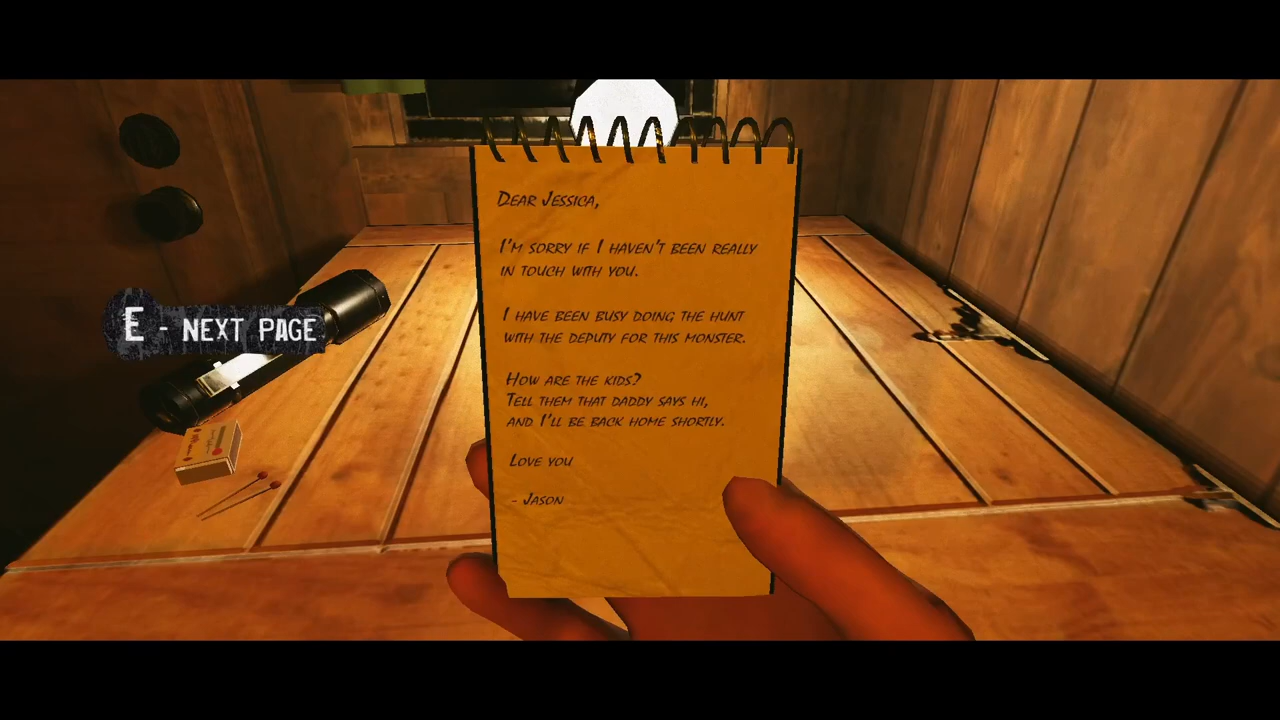 Dear Jessica,
I'm sorry if I haven't been really
in touch with you.
I have been busy doing the hunt
with the deputy for this monster.
How are the kids?
Tell them that daddy says hi,
and I'll be back home shortly.
Love you
- Jason
E - NEXT PAGE